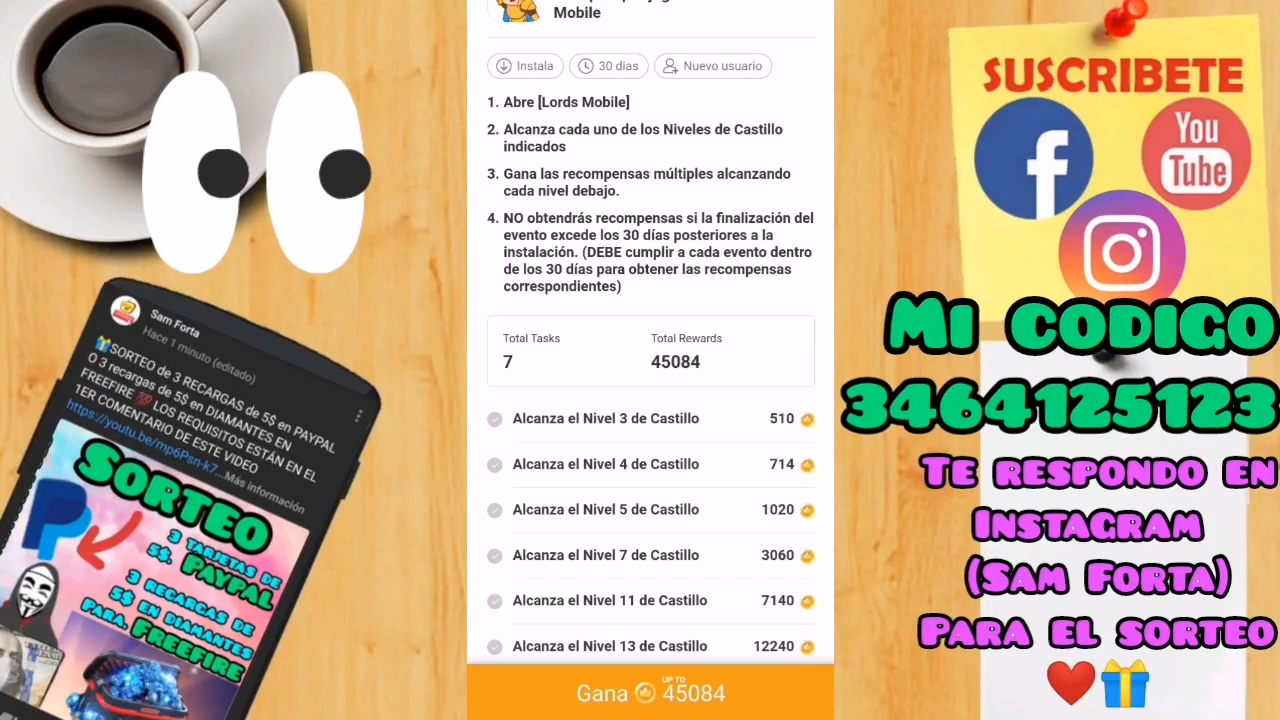 Mobile
Instala
30 dias
Nuevo usuario
1. Abre [Lords Mobile]
2. Alcanza cada uno de los Niveles de Castillo
indicados
3. Gana las recompensas múltiples alcanzando
cada nivel debajo.
4. NO obtendrás recompensas si la finalización del
evento excede los 30 días posteriores a la
instalación. (DEBE cumplir a cada evento dentro
de los 30 días para obtener las recompensas
correspondientes)
Total Tasks
Total Rewards
7
45084
Alcanza el Nivel 3 de Castillo 510
Alcanza el Nivel 4 de Castillo 714
Alcanza el Nivel 5 de Castillo 1020
Alcanza el Nivel 7 de Castillo 3060
Alcanza el Nivel 11 de Castillo 7140
Alcanza el Nivel 13 de Castillo 12240
Gana UP TO 45084
Sam Forta
Hace 1 minuto (editado)
SORTEO de 3 RECARGAS de 5$ en PAYPAL
O 3 recargas de 5$ en DIAMANTES EN
FREEFIRE 💯 LOS REQUISITOS ESTÁN EN EL
1ER COMENTARIO DE ESTE VIDEO
https://youtu.be/mp6Psn-k7...Más información
SORTEO
3 TARJETAS DE
5$. PAYPAL
3 RECARGAS DE
5$ EN DIAMANTES
PARA. FREEFIRE
SUSCRIBETE
f
You
Tube
MI CODIGO
3464125123
TE RESPONDO EN
INSTAGRAM
(SAM FORTA)
PARA EL SORTEO